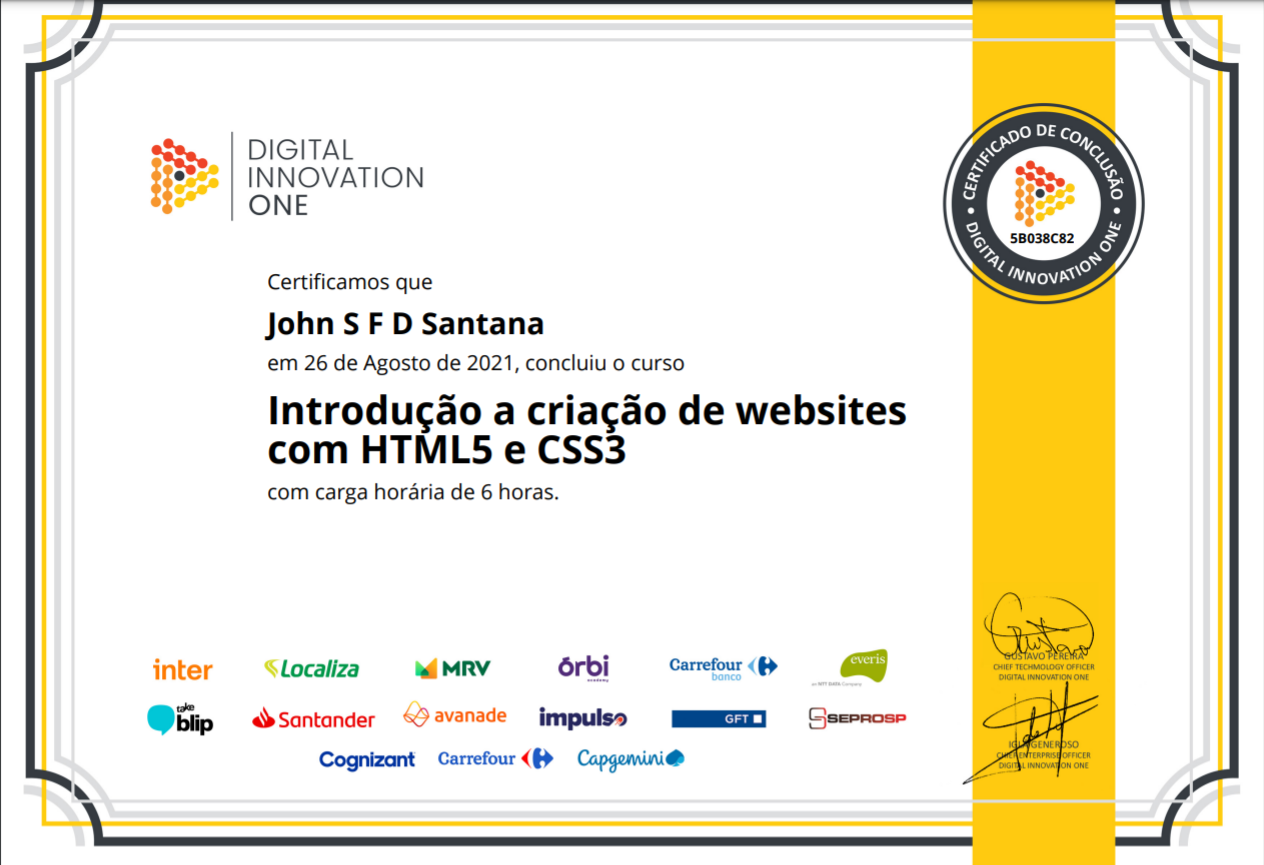 DIGITAL
INNOVATION
ONE
CERTIFICADO DE CONCLUSÃO
5B038C82
DIGITAL INNOVATION ONE
Certificamos que
John S F D Santana
em 26 de Agosto de 2021, concluiu o curso
Introdução a criação de websites
com HTML5 e CSS3
com carga horária de 6 horas.
inter
Localiza
MRV
órbi
academy
Carrefour
banco
everis
an NTT DATA Company
take
blip
Santander
avanade
impulso
GFT
SEPROSP
Cognizant
Carrefour
Capgemini
Gustavo
GUSTAVO PEREIRA
CHIEF TECHNOLOGY OFFICER
DIGITAL INNOVATION ONE
GENEROSO
CHIEF ENTERPRISE OFFICER
DIGITAL INNOVATION ONE